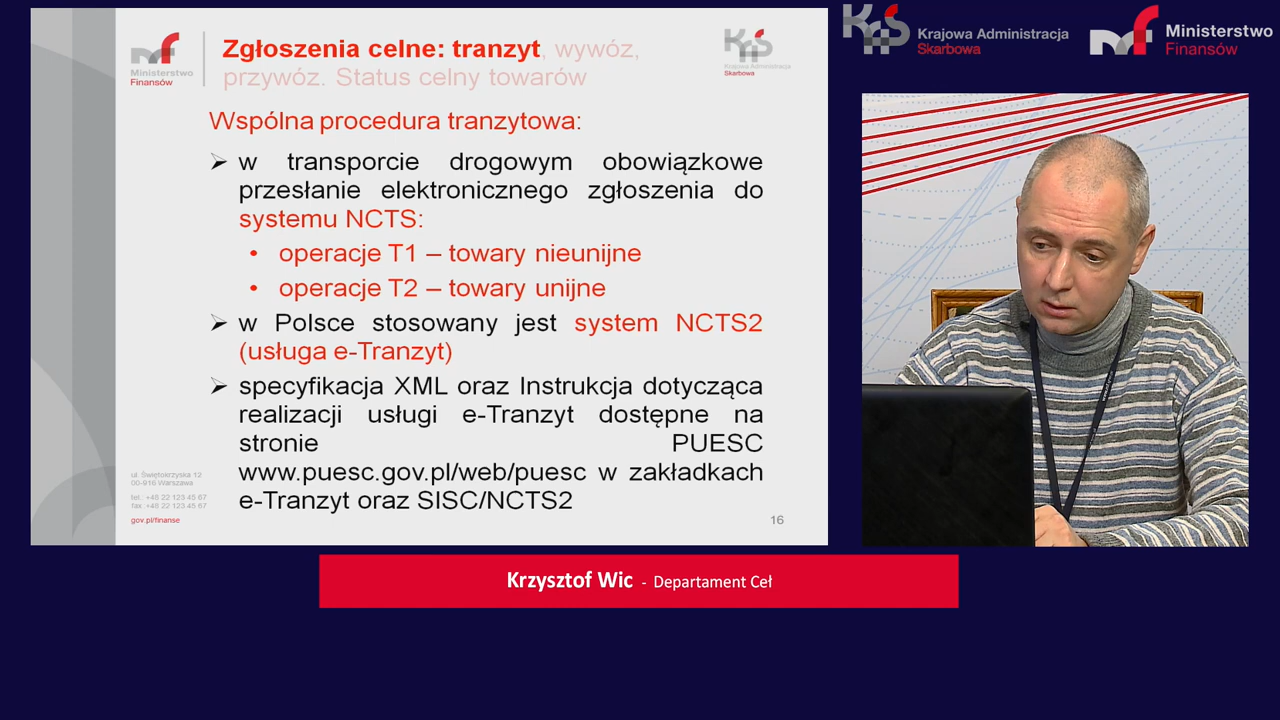 Ministerstwo
Finansów
Zgłoszenia celne: tranzyt, wywóz,
przywóz. Status celny towarów
KAS
Krajowa Administracja
Skarbowa
Wspólna procedura tranzytowa:
➢ w transporcie drogowym obowiązkowe
przesłanie elektronicznego zgłoszenia do
systemu NCTS:
• operacje T1 – towary nieunijne
• operacje T2 – towary unijne
➢ w Polsce stosowany jest system NCTS2
(usługa e-Tranzyt)
➢ specyfikacja XML oraz Instrukcja dotycząca
realizacji usługi e-Tranzyt dostępne na
stronie PUESC
www.puesc.gov.pl/web/puesc w zakładkach
e-Tranzyt oraz SISC/NCTS2
ul. Świętokrzyska 12
00-916 Warszawa
tel.: +48 22 123 45 67
fax :+48 22 123 45 67
gov.pl/finanse
16
KAS
Krajowa Administracja
Skarbowa
mf
Ministerstwo
Finansów
Krzysztof Wic - Departament Ceł